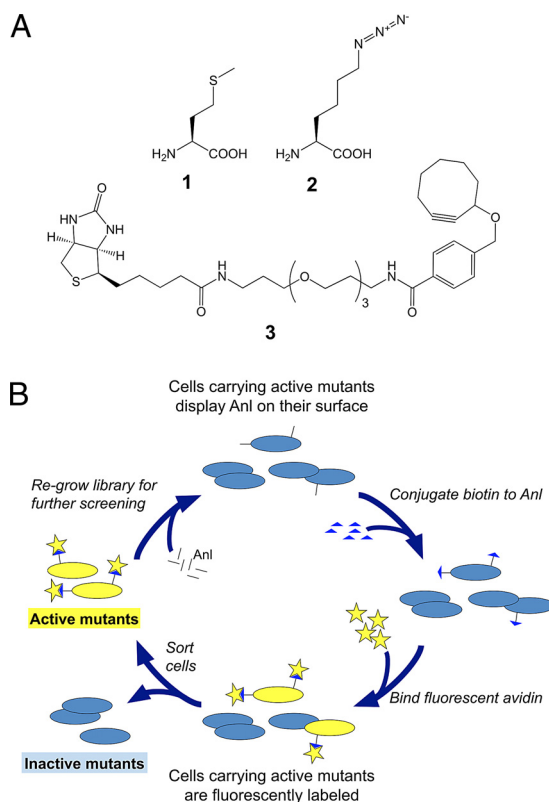 A
N=N⁺=N⁻
S
H₂N
COOH
H₂N
COOH
1
2
O
HN
NH
H
H
S
O
H
N
O
3
H
N
O
O
3
B
Cells carrying active mutants
display Anl on their surface
Re-grow library for
further screening
Conjugate biotin to Anl
Anl
Active mutants
Sort
cells
Bind fluorescent avidin
Inactive mutants
Cells carrying active mutants
are fluorescently labeled